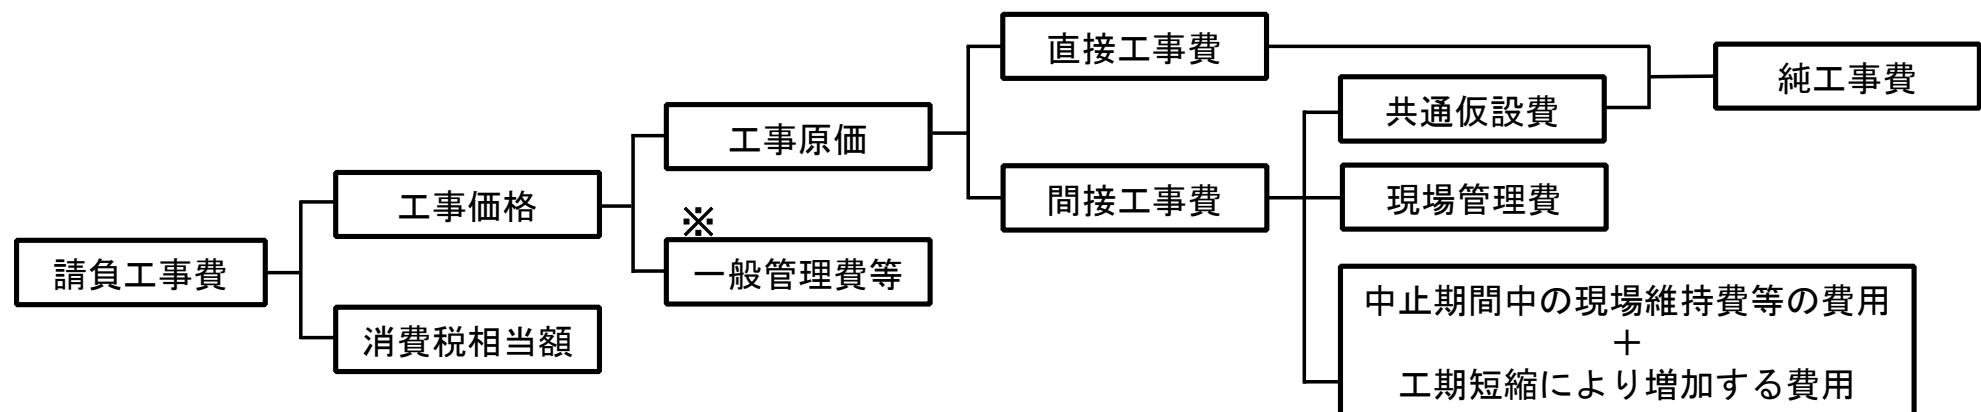 直接工事費
純工事費
共通仮設費
工事原価
現場管理費
間接工事費
工事価格
※
一般管理費等
請負工事費
中止期間中の現場維持費等の費用
+
工期短縮により増加する費用
消費税相当額